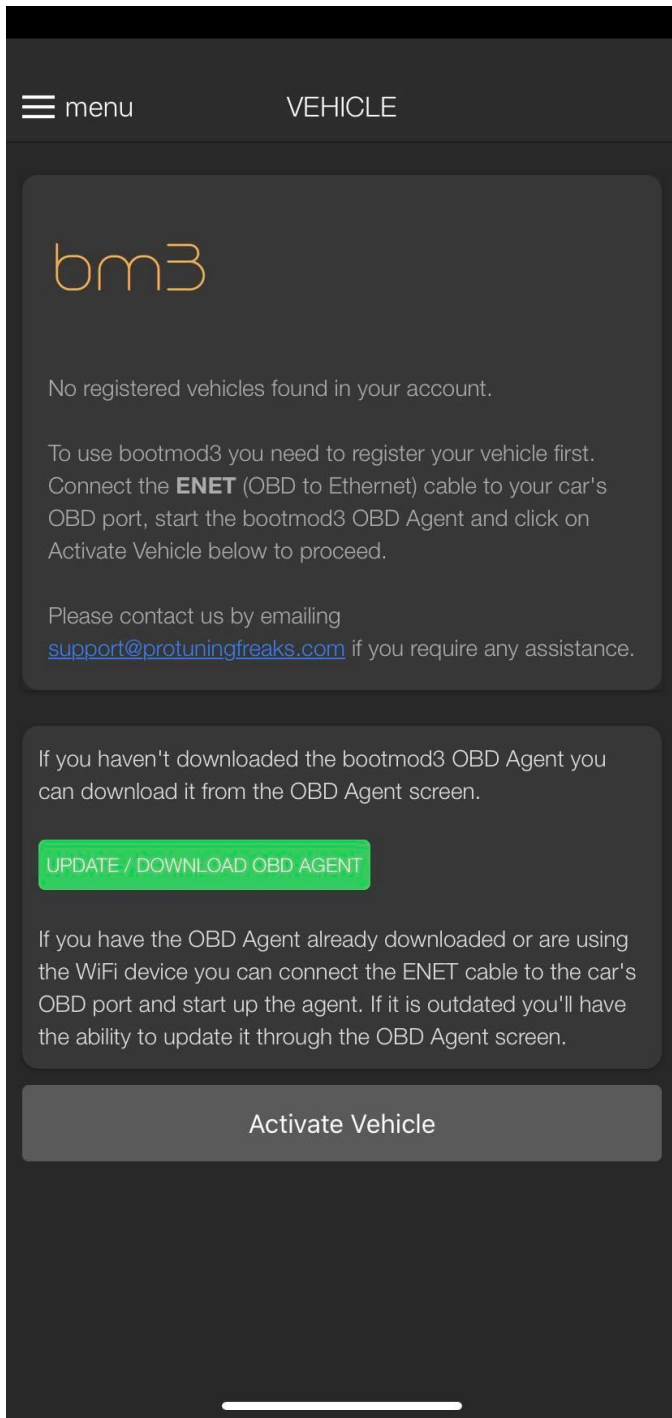 menu
VEHICLE
bm3
No registered vehicles found in your account.
To use bootmod3 you need to register your vehicle first.
Connect the ENET (OBD to Ethernet) cable to your car's
OBD port, start the bootmod3 OBD Agent and click on
Activate Vehicle below to proceed.
Please contact us by emailing
support@protuningfreaks.com if you require any assistance.
If you haven't downloaded the bootmod3 OBD Agent you
can download it from the OBD Agent screen.
UPDATE / DOWNLOAD OBD AGENT
If you have the OBD Agent already downloaded or are using
the WiFi device you can connect the ENET cable to the car's
OBD port and start up the agent. If it is outdated you'll have
the ability to update it through the OBD Agent screen.
Activate Vehicle